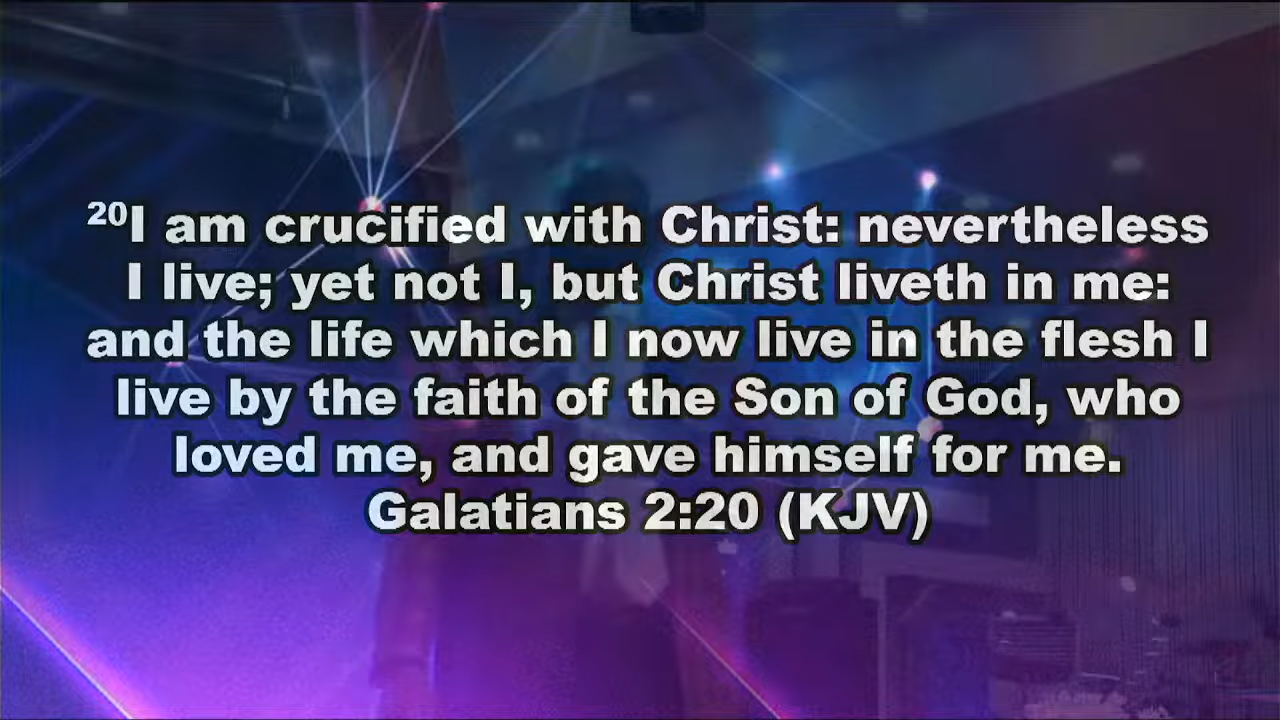 ²⁰I am crucified with Christ: nevertheless
I live; yet not I, but Christ liveth in me:
and the life which I now live in the flesh I
live by the faith of the Son of God, who
loved me, and gave himself for me.
Galatians 2:20 (KJV)